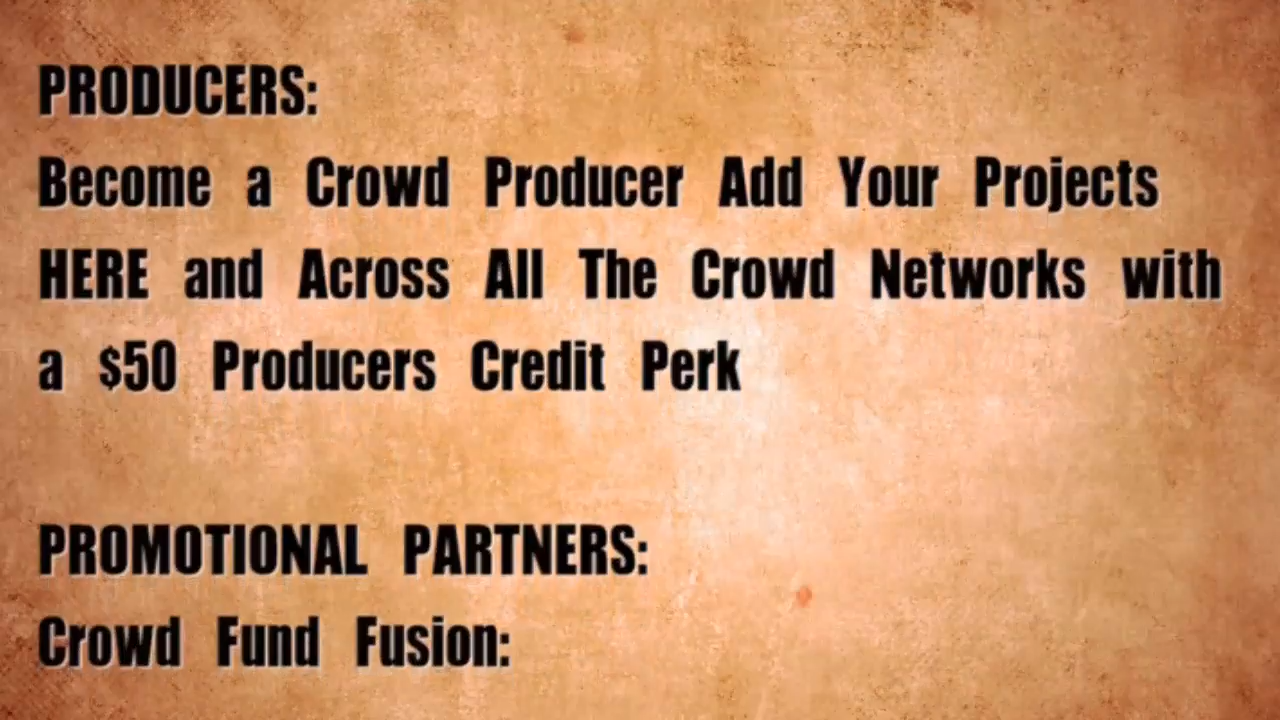 PRODUCERS:
Become a Crowd Producer Add Your Projects
HERE and Across All The Crowd Networks with
a $50 Producers Credit Perk
PROMOTIONAL PARTNERS:
Crowd Fund Fusion: